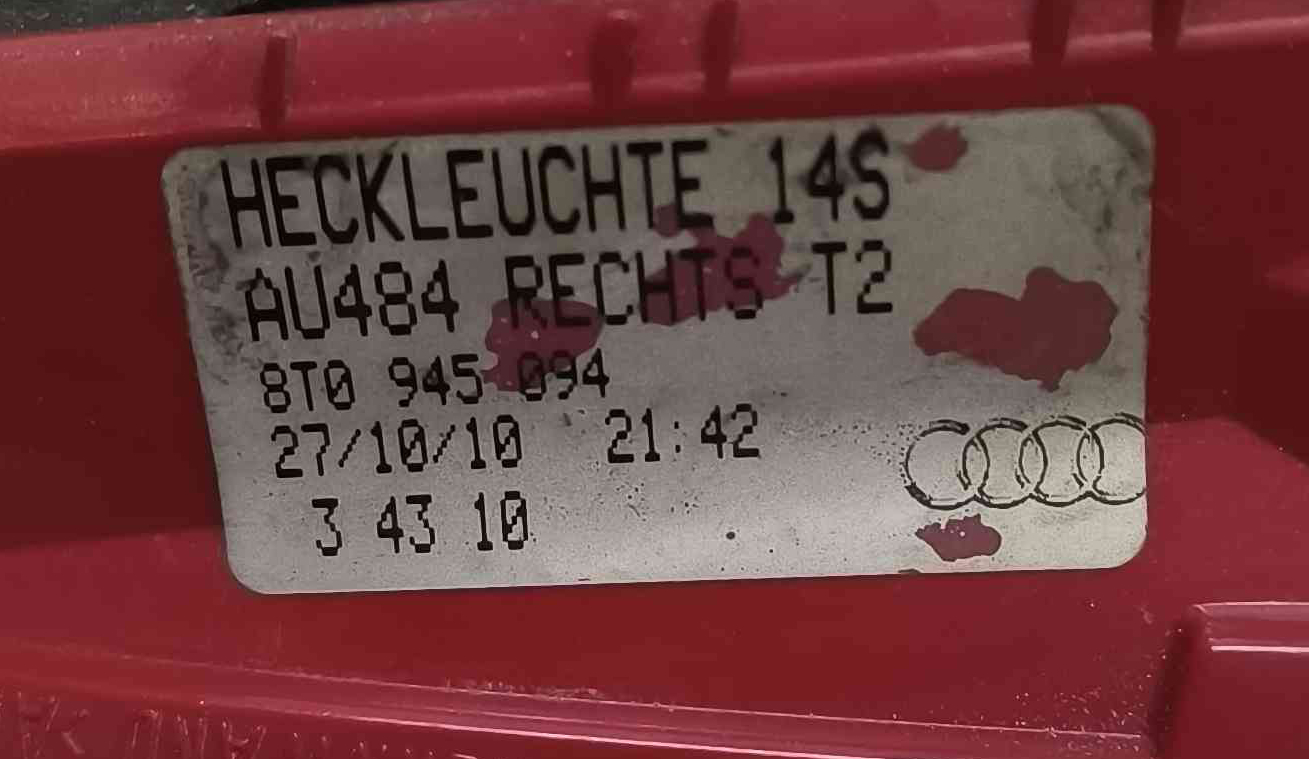 HECKLEUCHTE 14S
AU484 RECHTS T2
8T0 945 094
27/10/10 21:42
3 43 10